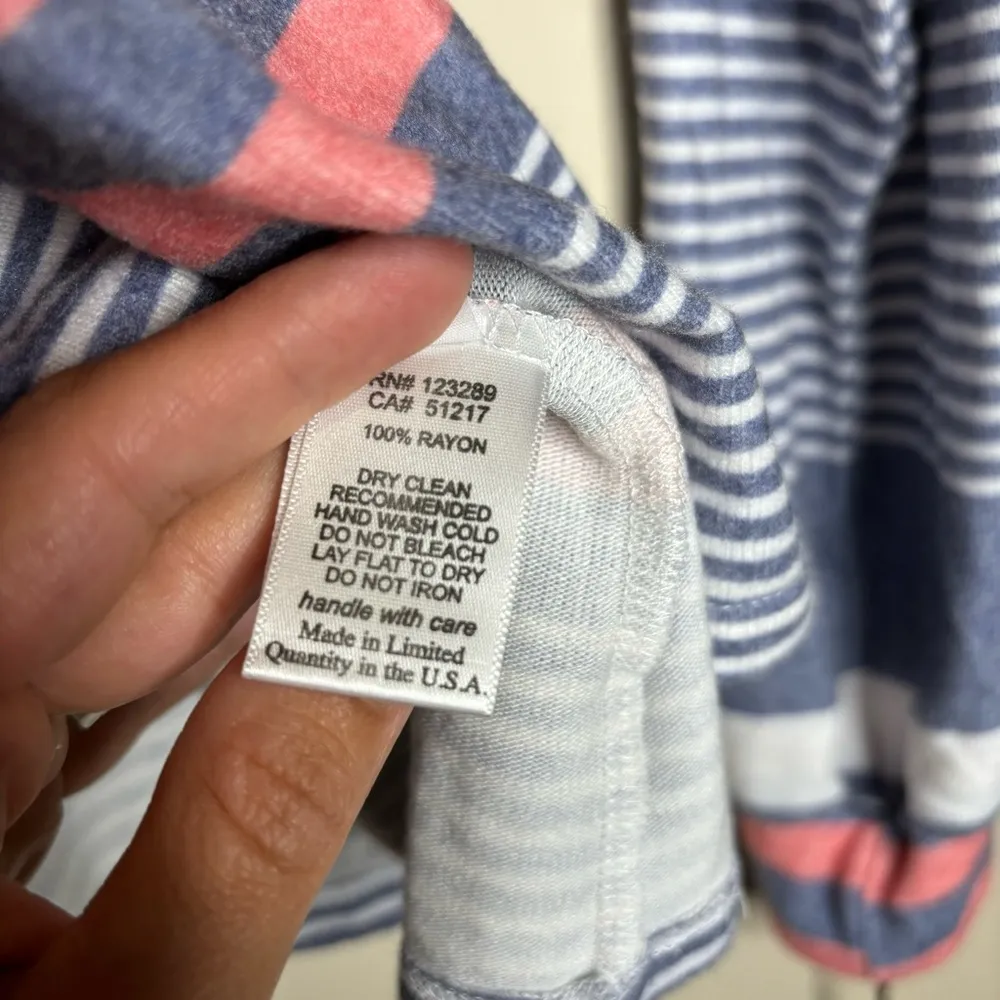 RN# 123289
CA# 51217
100% RAYON
DRY CLEAN
RECOMMENDED
HAND WASH COLD
DO NOT BLEACH
LAY FLAT TO DRY
DO NOT IRON
handle with care
Made in Limited
Quantity in the U.S.A.